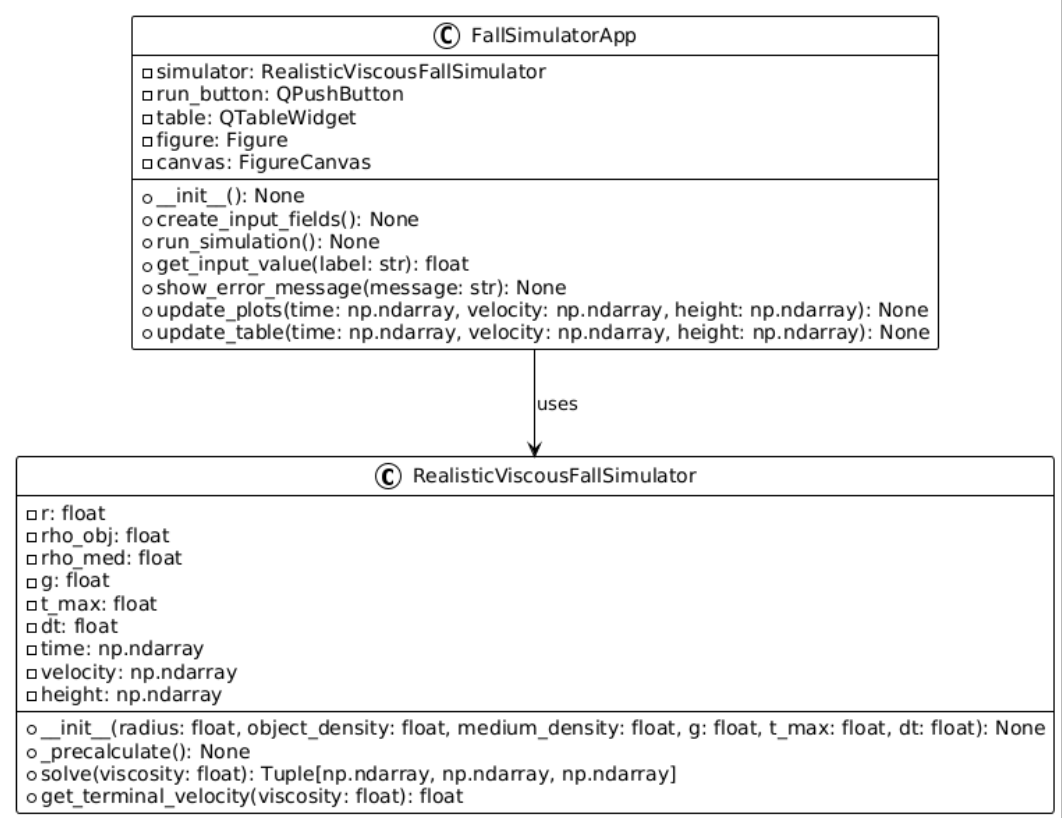 C FallSimulatorApp
simulator: RealisticViscousFallSimulator
run_button: QPushButton
table: QTableWidget
figure: Figure
canvas: FigureCanvas
__init__(): None
create_input_fields(): None
run_simulation(): None
get_input_value(label: str): float
show_error_message(message: str): None
update_plots(time: np.ndarray, velocity: np.ndarray, height: np.ndarray): None
update_table(time: np.ndarray, velocity: np.ndarray, height: np.ndarray): None
uses
C RealisticViscousFallSimulator
r: float
rho_obj: float
rho_med: float
g: float
t_max: float
dt: float
time: np.ndarray
velocity: np.ndarray
height: np.ndarray
__init__(radius: float, object_density: float, medium_density: float, g: float, t_max: float, dt: float): None
_precalculate(): None
solve(viscosity: float): Tuple[np.ndarray, np.ndarray, np.ndarray]
get_terminal_velocity(viscosity: float): float